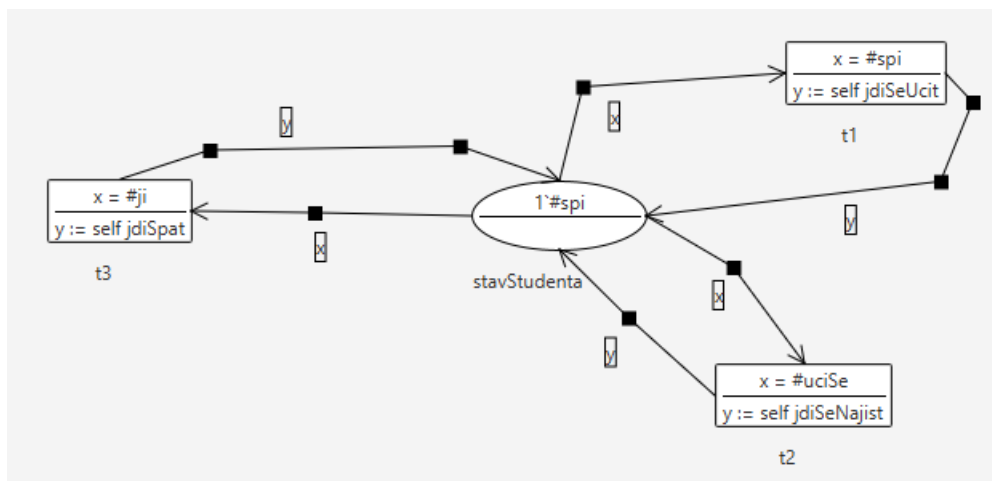 x = #spi
y := self jdiSeUcit
t1
x
y
y
x = #ji
y := self jdiSpat
t3
x
1`#spi
stavStudenta
x
y
x = #uciSe
y := self jdiSeNajist
t2